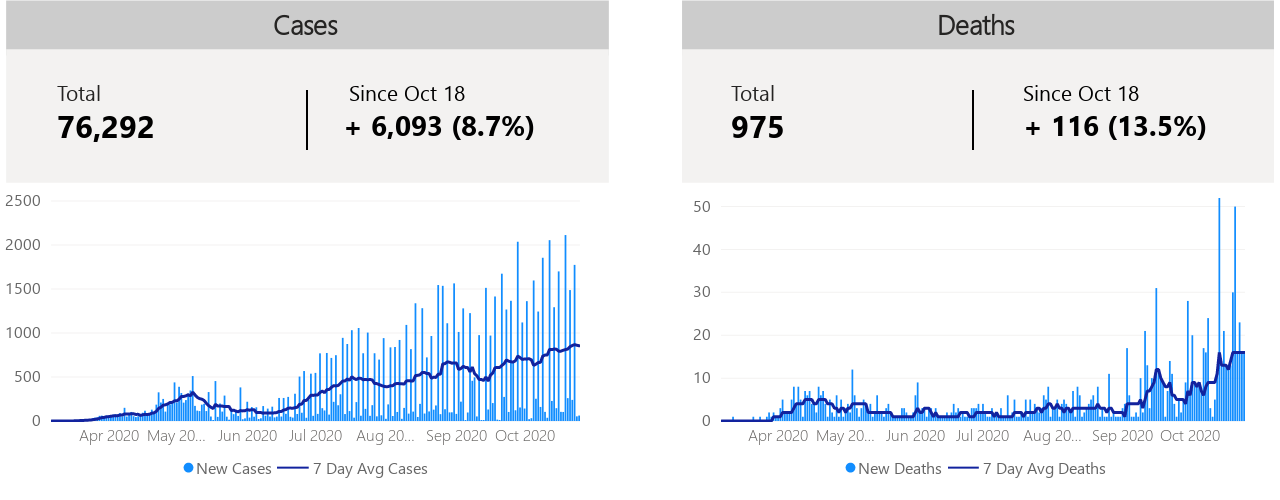 Cases
Total
Since Oct 18
76,292
+ 6,093 (8.7%)
2500
2000
1500
1000
500
0
Apr 2020 May 20... Jun 2020 Jul 2020 Aug 20... Sep 2020 Oct 2020
New Cases 7 Day Avg Cases
Deaths
Total
Since Oct 18
975
+ 116 (13.5%)
50
40
30
20
10
0
Apr 2020 May 20... Jun 2020 Jul 2020 Aug 20... Sep 2020 Oct 2020
New Deaths 7 Day Avg Deaths